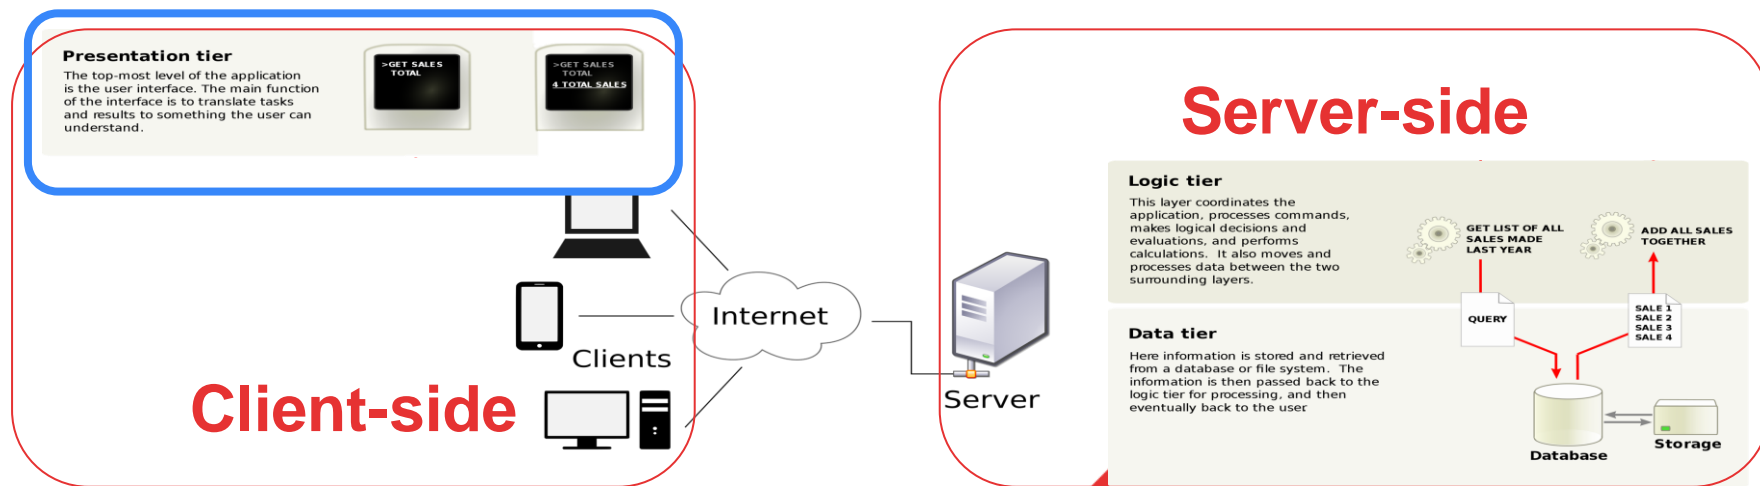 Presentation tier
The top-most level of the application
is the user interface. The main function
of the interface is to translate tasks
and results to something the user can
understand.
>GET SALES
TOTAL
>GET SALES
TOTAL
4 TOTAL SALES
Clients
Client-side
Internet
Server
Server-side
Logic tier
This layer coordinates the
application, processes commands,
makes logical decisions and
evaluations, and performs
calculations. It also moves and
processes data between the two
surrounding layers.
GET LIST OF ALL
SALES MADE
LAST YEAR
ADD ALL SALES
TOGETHER
Data tier
Here information is stored and retrieved
from a database or file system. The
information is then passed back to the
logic tier for processing, and then
eventually back to the user
QUERY
SALE 1
SALE 2
SALE 3
SALE 4
Database
Storage